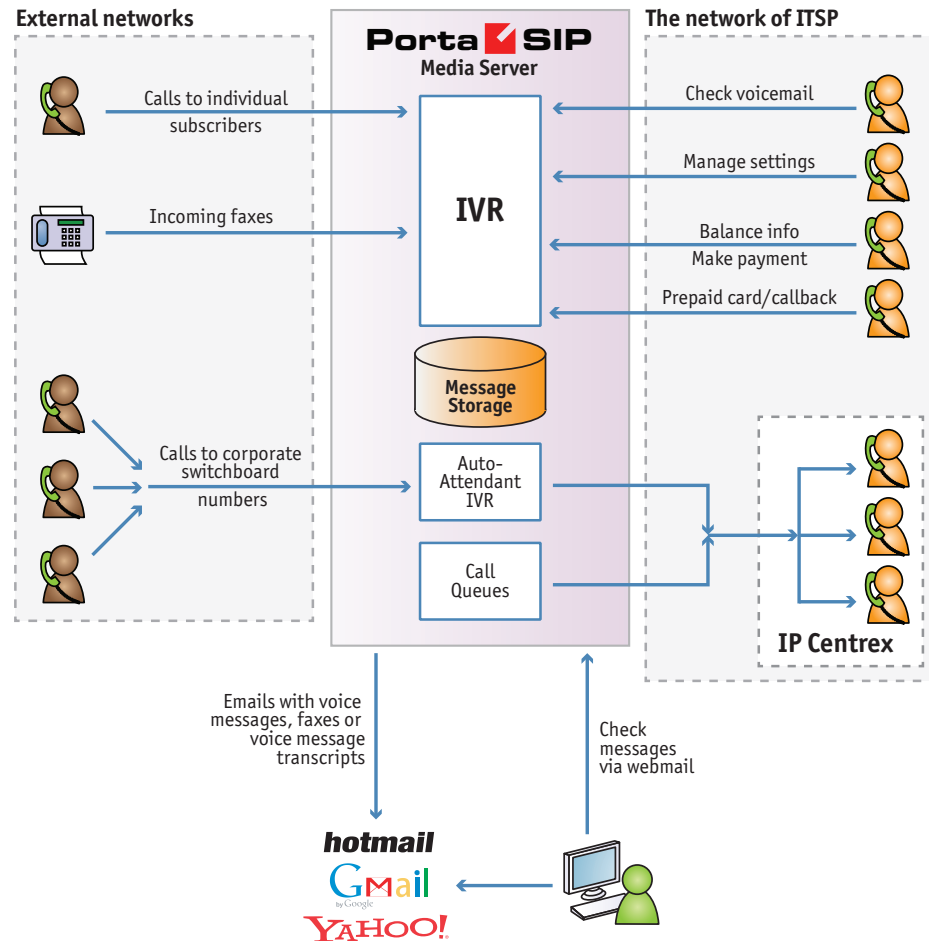 External networks
Porta SIP
Media Server
The network of ITSP
Calls to individual
subscribers
Incoming faxes
IVR
Check voicemail
Manage settings
Balance info
Make payment
Prepaid card/callback
Message
Storage
Calls to corporate
switchboard
numbers
Auto-
Attendant
IVR
Call
Queues
IP Centrex
Emails with voice
messages, faxes or
voice message
transcripts
Check
messages
via webmail
hotmail
GMail
by Google
YAHOO!